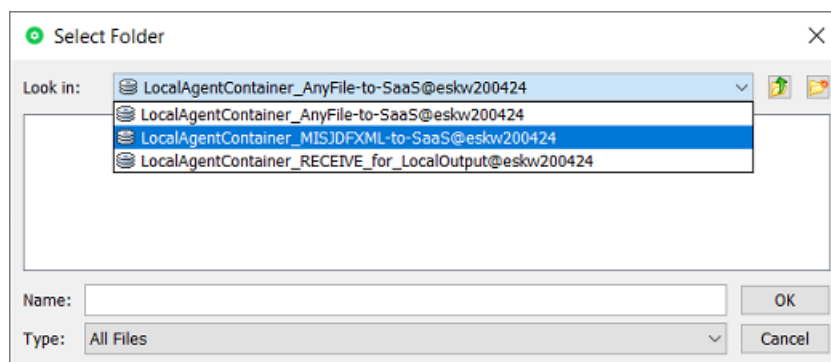 Select Folder
Look in: LocalAgentContainer_AnyFile-to-SaaS@eskw200424
LocalAgentContainer_AnyFile-to-SaaS@eskw200424
LocalAgentContainer_MISJDFXML-to-SaaS@eskw200424
LocalAgentContainer_RECEIVE_for_LocalOutput@eskw200424
Name: OK
Type: All Files Cancel